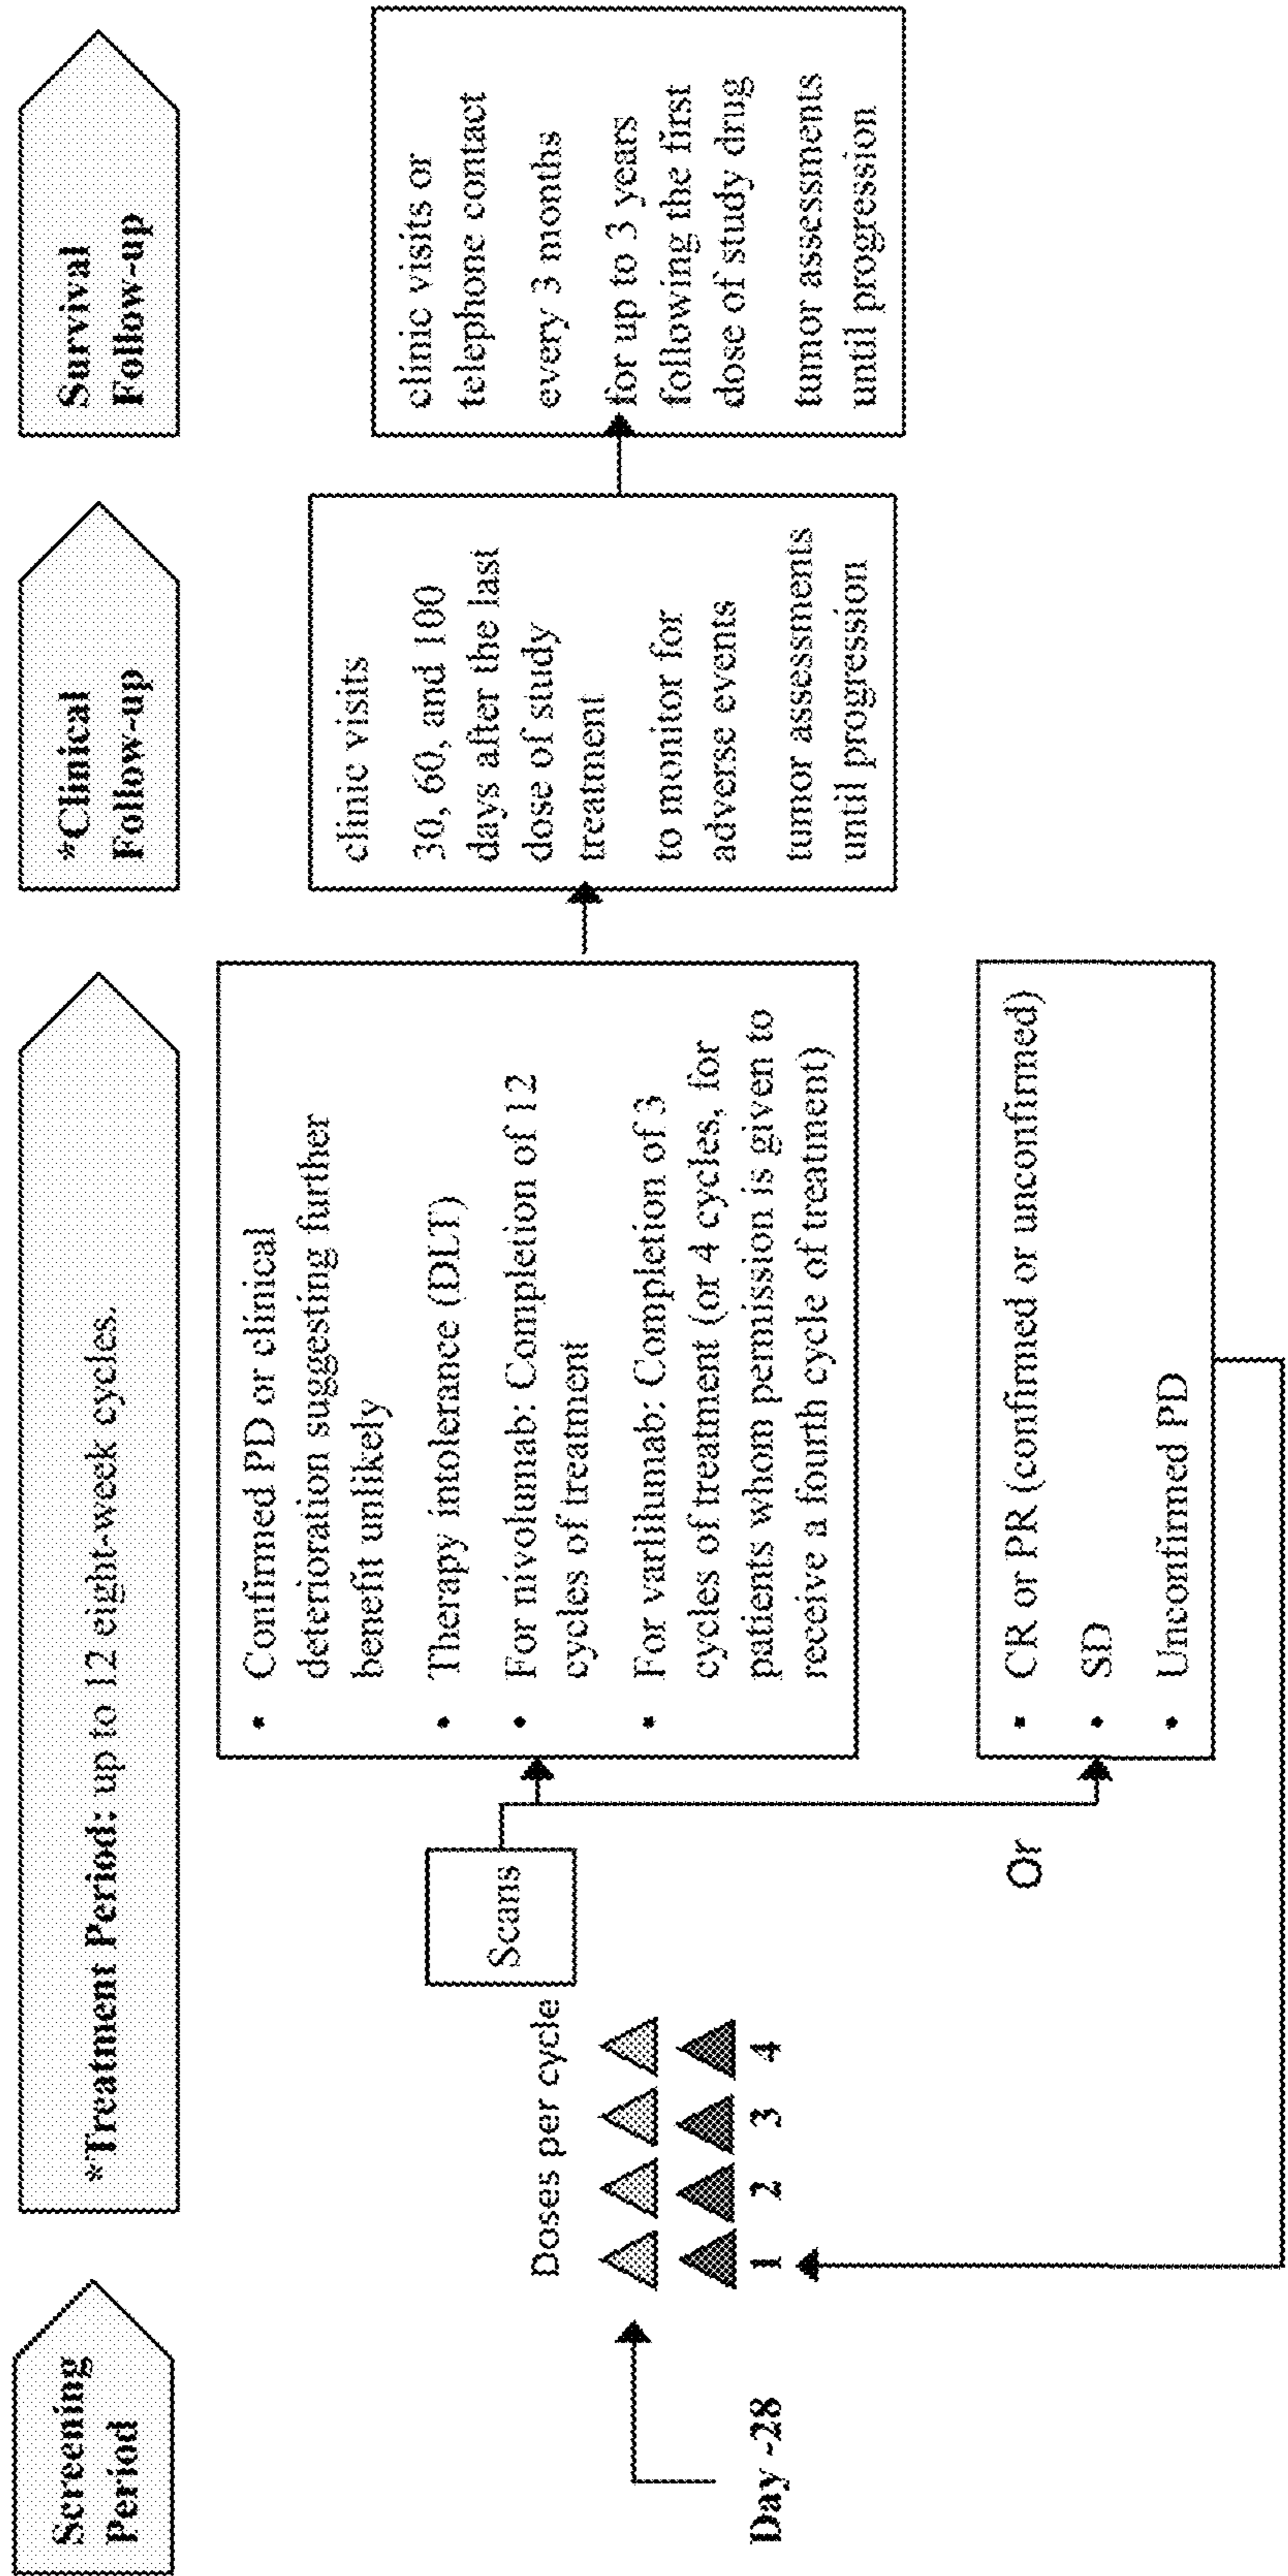 Screening
Period
*Treatment Period: up to 12 eight-week cycles.
*Clinical
Follow-up
Survival
Follow-up
Day -28
Doses per cycle
1 2 3 4
Scans
Or
* Confirmed PD or clinical
deterioraion suggesting further
benefit unlikely
• Therapy intolerance (DLT)
• For nivolumab: Completion of 12
cycles of treatment
* For varlilumab: Completion of 3
cycles of treatment (or 4 cycles, for
patients whom permission is given to
receive a fourth cycle of treatment)
* CR or PR (confirmed or unconfirmed)
• SD
• Unconfirmed PD
clinic visits
30, 60, and 100
days after the last
dose of study
treatment
to monitor for
adverse events
tumor assessments
until progression
clinic visits or
telephone contact
every 3 months
for up to 3 years
following the first
dose of study drug
tumor assessments
until progression